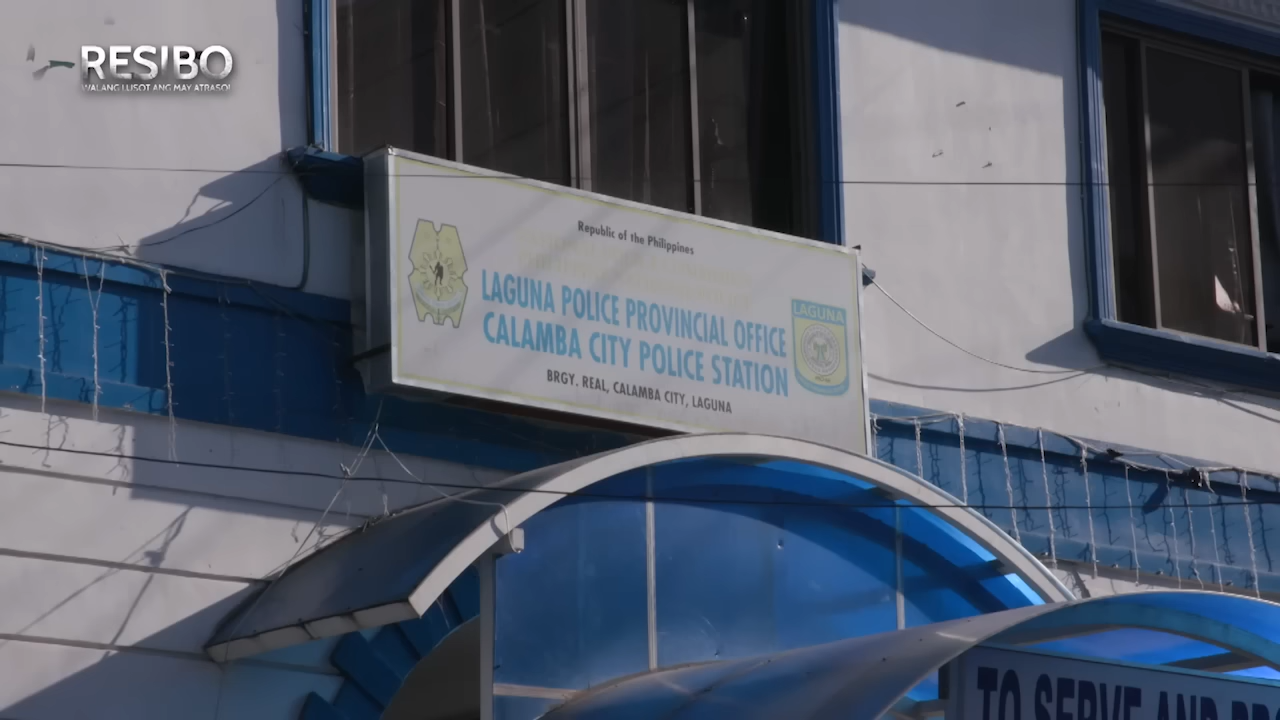 RESIBO
WALANG LUSOT ANG MAY ATRASO!
Republic of the Philippines
LAGUNA POLICE PROVINCIAL OFFICE
CALAMBA CITY POLICE STATION
BRGY. REAL, CALAMBA CITY, LAGUNA
LAGUNA
TO SERVE AND